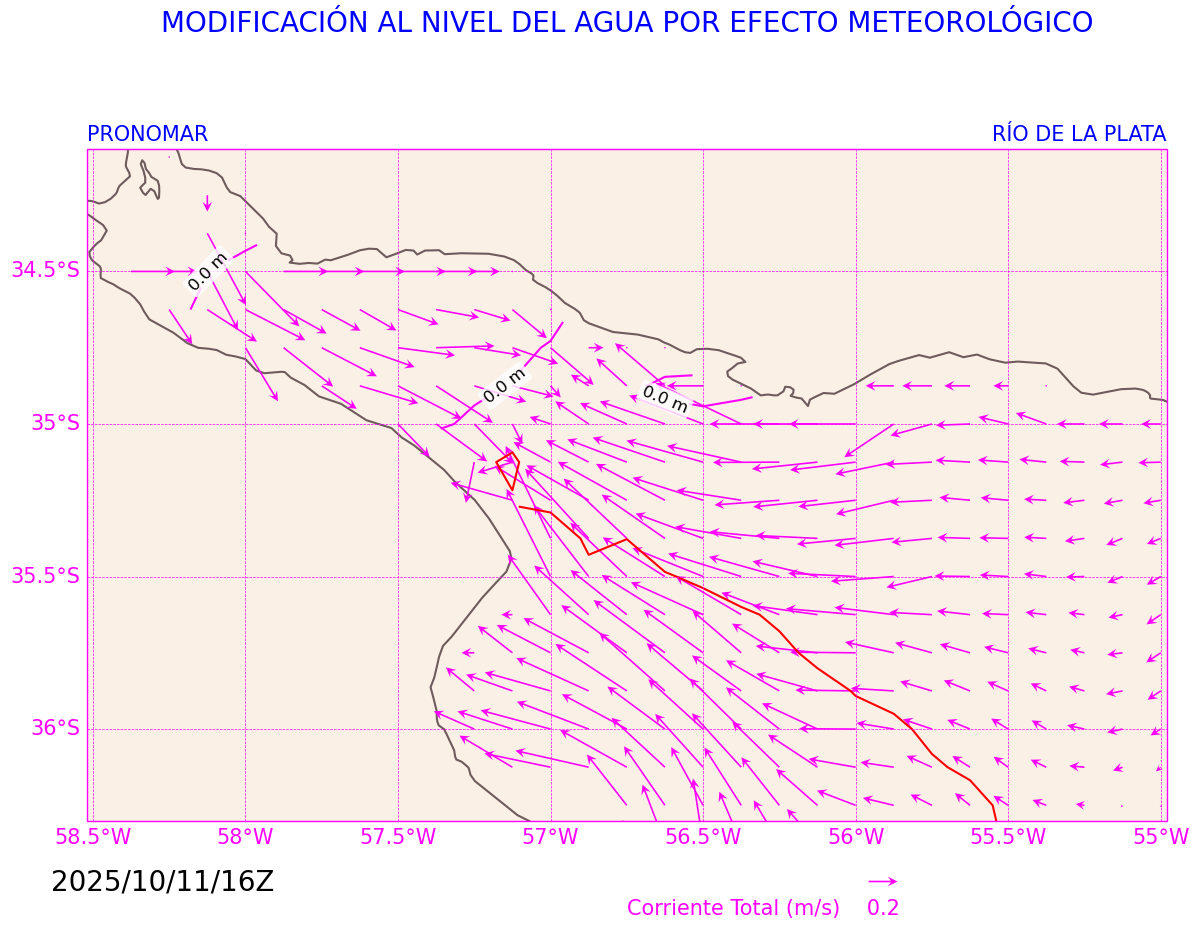 MODIFICACIÓN AL NIVEL DEL AGUA POR EFECTO METEOROLÓGICO
PRONOMAR
RÍO DE LA PLATA
0.0 m
0.0 m
0.0 m
34.5°S
35°S
35.5°S
36°S
58.5°W 58°W 57.5°W 57°W 56.5°W 56°W 55.5°W 55°W
2025/10/11/16Z
Corriente Total (m/s) 0.2